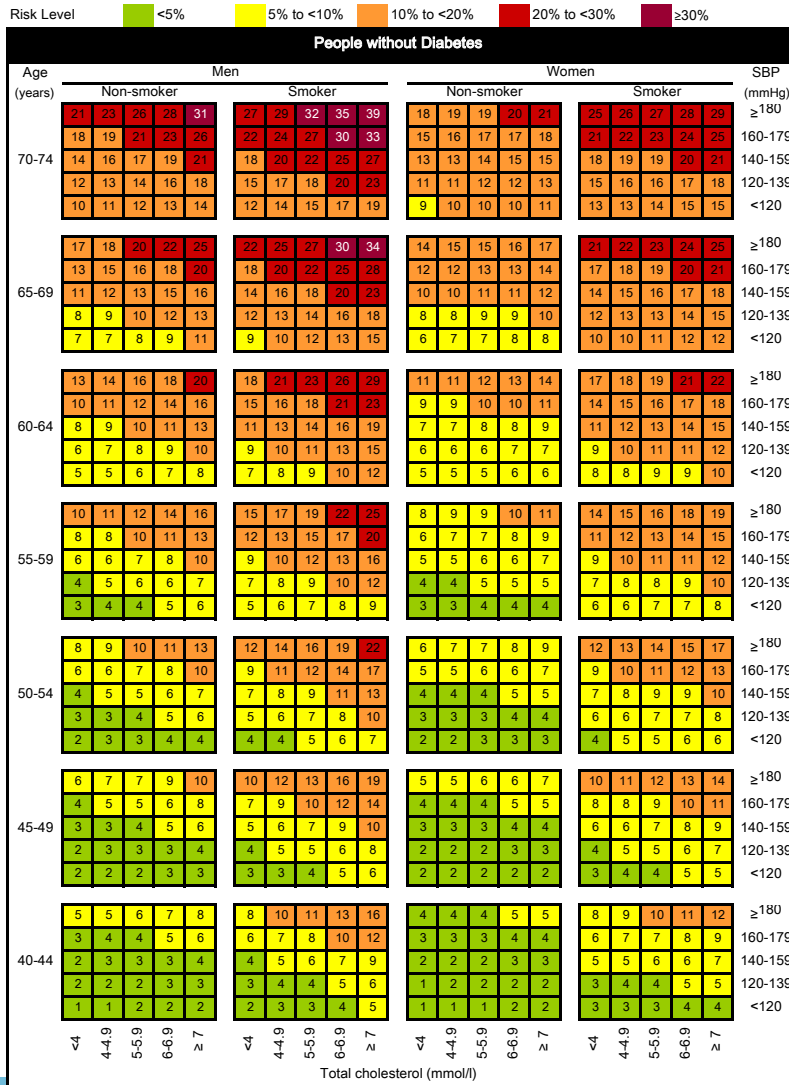 Risk Level <5% 5% to <10% 10% to <20% 20% to <30% ≥30%
People without Diabetes
Age Men Women SBP
(years) Non-smoker Smoker Non-smoker Smoker (mmHg)
21 23 26 28 31 27 29 32 35 39 18 19 19 20 21 25 26 27 28 29 ≥180
18 19 21 23 26 22 24 27 30 33 15 16 17 17 18 21 22 23 24 25 160-179
70-74 14 16 17 19 21 18 20 22 25 27 13 13 14 15 15 18 19 19 20 21 140-159
12 13 14 16 18 15 17 18 20 23 11 11 12 12 13 15 16 16 17 18 120-139
10 11 12 13 14 12 14 15 17 19 9 10 10 10 11 13 13 14 15 15 <120
17 18 20 22 25 22 25 27 30 34 14 15 15 16 17 21 22 23 24 25 ≥180
13 15 16 18 20 18 20 22 25 28 12 12 13 13 14 17 18 19 20 21 160-179
65-69 11 12 13 15 16 14 16 18 20 23 10 10 11 11 12 14 15 16 17 18 140-159
8 9 10 12 13 12 13 14 16 18 8 8 9 9 10 12 13 13 14 15 120-139
7 7 8 9 11 9 10 12 13 15 6 7 7 8 8 10 10 11 12 12 <120
13 14 16 18 20 18 21 23 26 29 11 11 12 13 14 17 18 19 21 22 ≥180
10 11 12 14 16 15 16 18 21 23 9 9 10 10 11 14 15 16 17 18 160-179
60-64 8 9 10 11 13 11 13 14 16 19 7 7 8 8 9 11 12 13 14 15 140-159
6 7 8 9 10 9 10 11 13 15 6 6 6 7 7 9 10 11 11 12 120-139
5 5 6 7 8 7 8 9 10 12 5 5 5 6 6 8 8 9 9 10 <120
10 11 12 14 16 15 17 19 22 25 8 9 9 10 11 14 15 16 18 19 ≥180
8 8 10 11 13 12 13 15 17 20 6 7 7 8 9 11 12 13 14 15 160-179
55-59 6 6 7 8 10 9 10 12 13 16 5 5 6 6 7 9 10 11 11 12 140-159
4 5 6 6 7 7 8 9 10 12 4 4 5 5 5 7 8 8 9 10 120-139
3 4 4 5 6 5 6 7 8 9 3 3 4 4 4 6 6 7 7 8 <120
8 9 10 11 13 12 14 16 19 22 6 7 7 8 9 12 13 14 15 17 ≥180
6 6 7 8 10 9 11 12 14 17 5 5 6 6 7 9 10 11 12 13 160-179
50-54 4 5 5 6 7 7 8 9 11 13 4 4 4 5 5 7 8 9 9 10 140-159
3 3 4 5 6 5 6 7 8 10 3 3 3 4 4 6 6 7 7 8 120-139
2 3 3 4 4 4 4 5 6 7 2 2 3 3 3 4 5 5 6 6 <120
6 7 7 9 10 10 12 13 16 19 5 5 6 6 7 10 11 12 13 14 ≥180
4 5 5 6 8 7 9 10 12 14 4 4 4 5 5 8 8 9 10 11 160-179
45-49 3 3 4 5 6 5 6 7 9 10 3 3 3 4 4 6 6 7 8 9 140-159
2 3 3 3 4 4 5 5 6 8 2 2 2 3 3 4 5 5 6 7 120-139
2 2 2 3 3 3 3 4 5 6 2 2 2 2 2 3 4 4 5 5 <120
5 5 6 7 8 8 10 11 13 16 4 4 4 5 5 8 9 10 11 12 ≥180
3 4 4 5 6 6 7 8 10 12 3 3 3 4 4 6 7 7 8 9 160-179
40-44 2 3 3 3 4 4 5 6 7 9 2 2 2 3 3 5 5 6 6 7 140-159
2 2 2 3 3 3 4 4 5 6 1 2 2 2 2 3 4 4 5 5 120-139
1 1 2 2 2 2 3 3 4 5 1 1 1 2 2 3 3 3 4 4 <120
<4 4-4.9 5-5.9 6-6.9 ≥ 7 <4 4-4.9 5-5.9 6-6.9 ≥ 7 <4 4-4.9 5-5.9 6-6.9 ≥ 7 <4 4-4.9 5-5.9 6-6.9 ≥ 7
Total cholesterol (mmol/l)